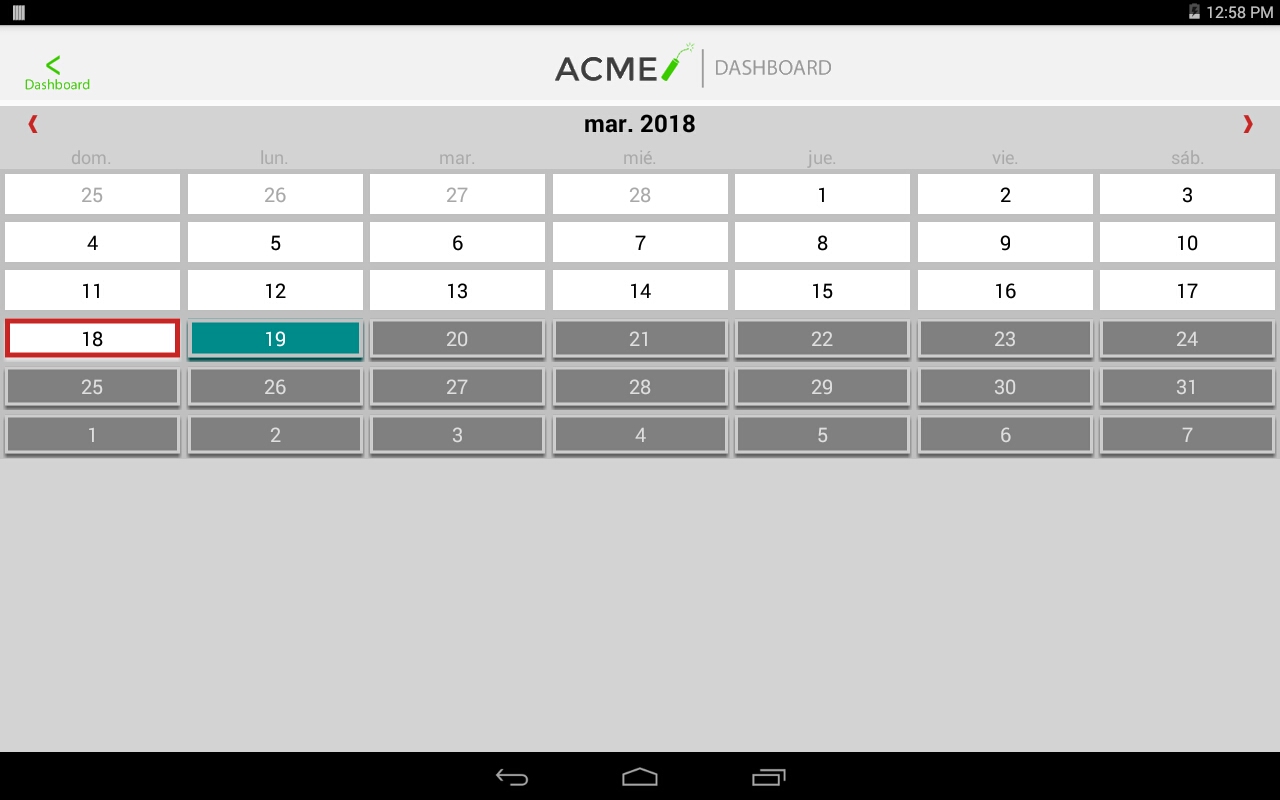 12:58 PM
< Dashboard
ACME | DASHBOARD
mar. 2018
dom. lun. mar. mié. jue. vie. sáb.
25 26 27 28 1 2 3
4 5 6 7 8 9 10
11 12 13 14 15 16 17
18 19 20 21 22 23 24
25 26 27 28 29 30 31
1 2 3 4 5 6 7